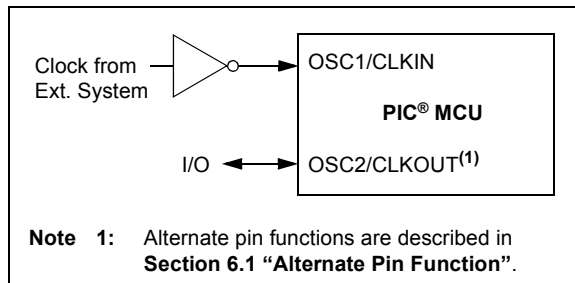 Clock from
Ext. System
OSC1/CLKIN
PIC® MCU
I/O
OSC2/CLKOUT(1)
Note 1: Alternate pin functions are described in
Section 6.1 “Alternate Pin Function”.